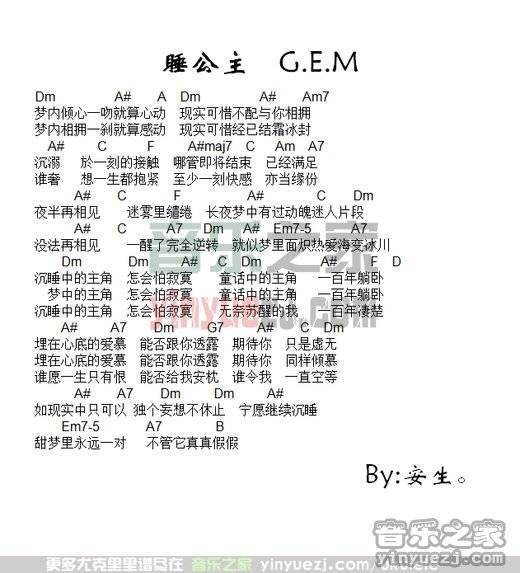 睡公主 G.E.M
Dm A# A Dm A# Am7
梦内倾心一吻就算心动 现实可惜不配与你相拥
梦内相拥一刹就算感动 现实可惜经已结霜冰封
A# C F A#maj7 C Am A7
沉溺 於一刻的接触 哪管即将结束 已经满足
谁奢 想一生都抱紧 至少一刻快感 亦当缘份
A# C F A# C Dm
夜半再相见 迷雾里缱绻 长夜梦中有过动魄迷人片段
A# C A7 Dm A# Em7-5 A7
没法再相见 一醒了完全逆转 就似梦里面炽热爱海变冰川
Dm Dm A# C Dm A# F D
沉睡中的主角 怎会怕寂寞 童话中的主角 一百年躺卧
梦中的主角 怎会怕寂寞 童话中的主角 一百年躺卧
沉睡中的主角 怎会怕寂寞 无奈苏醒的我 一百年凄楚
A# A7 Dm G7 A# C Dm
埋在心底的爱慕 能否跟你透露 期待你 只是虚无
埋在心底的爱慕 能否跟你透露 期待你 同样倾慕
谁愿一生只有恨 能否给我安枕 谁令我 一直空等
A# A7 Dm Dm A#
如现实中只可以 独个妄想不休止 宁愿继续沉睡
Em7-5 A7 B
甜梦里永远一对 不管它真真假假
By:安生。
音乐之家
yinyuezj.com
音乐之家
yinyuezj.com
更多尤克里里谱尽在 音乐之家 yinyuezj.com/ukulele